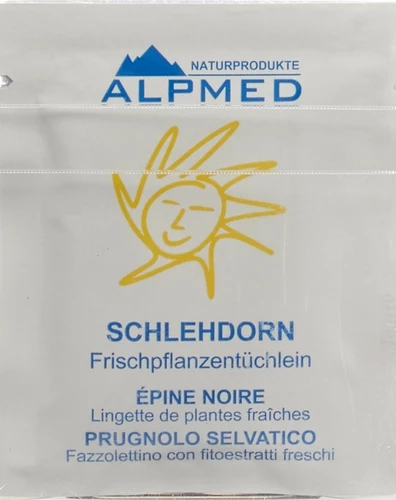 NATURPRODUKTE
ALPMED
SCHLEHDORN
Frischpflanzentüchlein
ÉPINE NOIRE
Lingette de plantes fraîches
PRUGNOLO SELVATICO
Fazzolettino con fitoestratti freschi